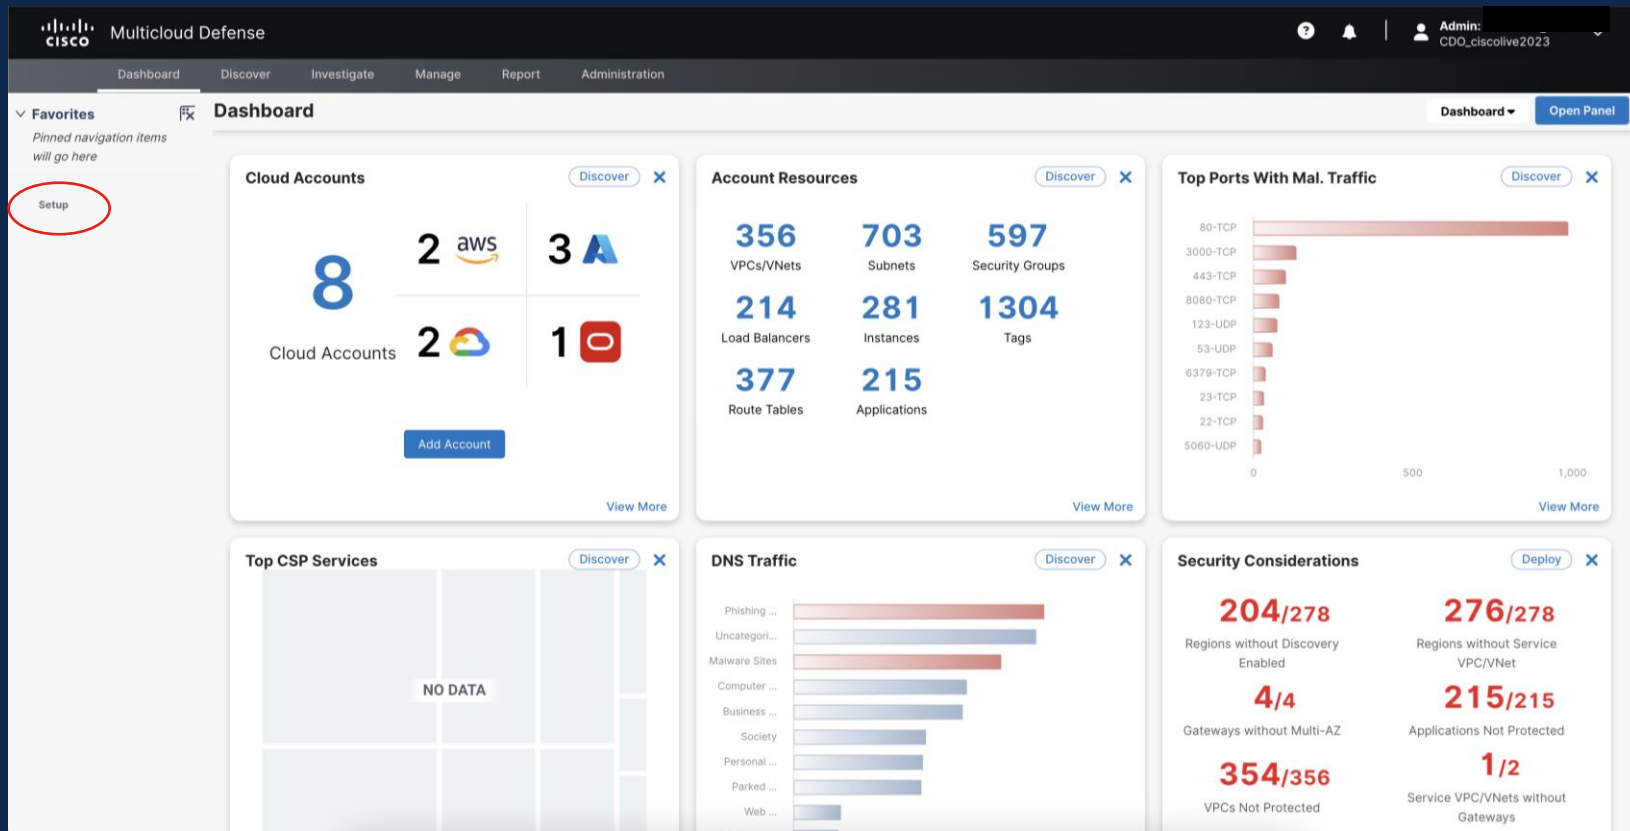 CISCO
Multicloud Defense
?
Admin:
CDO_ciscolive2023
Dashboard
Discover
Investigate
Manage
Report
Administration
Favorites
Pinned navigation items
will go here
Setup
Dashboard
Dashboard
Open Panel
Cloud Accounts
Discover
8
Cloud Accounts
2 aws
3
2
1
Add Account
View More
Account Resources
Discover
356
VPCs/VNets
703
Subnets
597
Security Groups
214
Load Balancers
281
Instances
1304
Tags
377
Route Tables
215
Applications
View More
Top Ports With Mal. Traffic
Discover
80-TCP
3000-TCP
443-TCP
8080-TCP
123-UDP
53-UDP
6379-TCP
23-TCP
22-TCP
5060-UDP
0
500
1,000
View More
Top CSP Services
Discover
NO DATA
DNS Traffic
Discover
Phishing ...
Uncategori...
Malware Sites
Computer ...
Business ...
Society
Personal ...
Parked ...
Web ...
Security Considerations
Deploy
204/278
Regions without Discovery
Enabled
276/278
Regions without Service
VPC/VNet
4/4
Gateways without Multi-AZ
215/215
Applications Not Protected
354/356
VPCs Not Protected
1/2
Service VPC/VNets without
Gateways